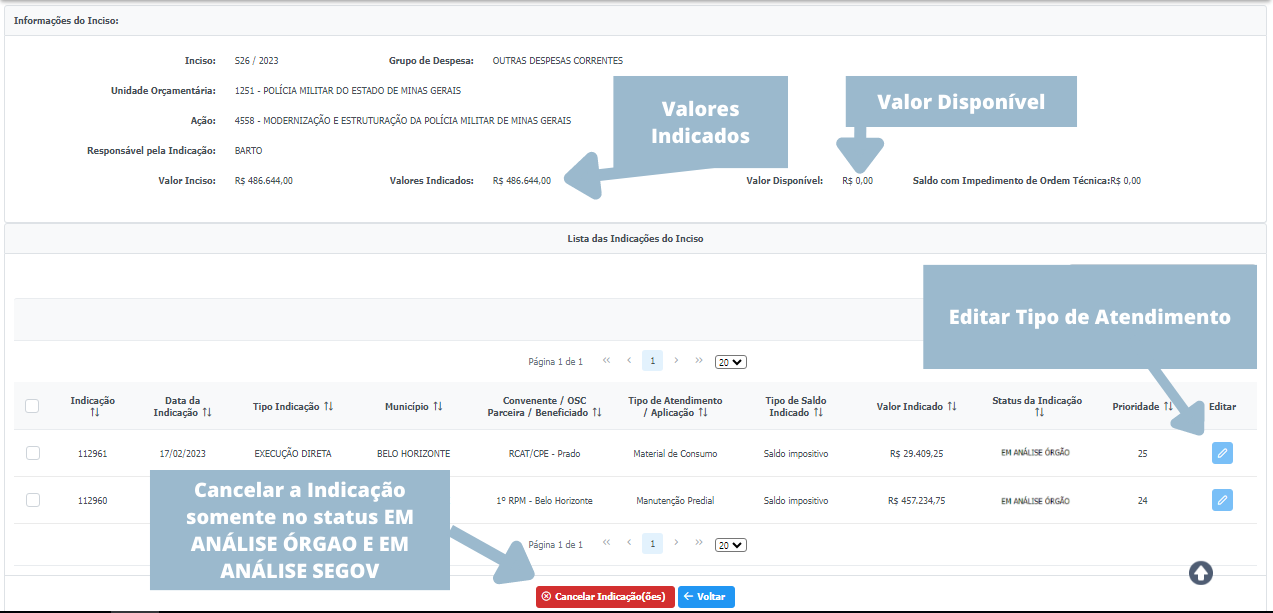 Informações do Inciso:
Inciso: S26 / 2023 Grupo de Despesa: OUTRAS DESPESAS CORRENTES
Unidade Orçamentária: 1251 - POLÍCIA MILITAR DO ESTADO DE MINAS GERAIS
Ação: 4558 - MODERNIZAÇÃO E ESTRUTURAÇÃO DA POLÍCIA MILITAR DE MINAS GERAIS
Responsável pela Indicação: BARTO
Valores
Indicados
Valor Disponível
Valor Inciso: R$ 486.644,00 Valores Indicados: R$ 486.644,00 Valor Disponível: R$ 0,00 Saldo com Impedimento de Ordem Técnica:R$ 0,00
Lista das Indicações do Inciso
Editar Tipo de Atendimento
Página 1 de 1 « ‹ 1 › » 20
Indicação Data da Indicação Tipo Indicação Município Convenente / OSC Parceira / Beneficiado Tipo de Atendimento / Aplicação Tipo de Saldo Indicado Valor Indicado Status da Indicação Prioridade Editar
112961 17/02/2023 EXECUÇÃO DIRETA BELO HORIZONTE RCAT/CPE - Prado Material de Consumo Saldo impositivo R$ 29.409,25 EM ANÁLISE ÓRGÃO 25
112960 1º RPM - Belo Horizonte Manutenção Predial Saldo impositivo R$ 457.234,75 EM ANÁLISE ÓRGÃO 24
Cancelar a Indicação
somente no status EM
ANÁLISE ÓRGAO E EM
ANÁLISE SEGOV
Página 1 de 1 « ‹ 1 › » 20
Cancelar Indicação(ões) Voltar